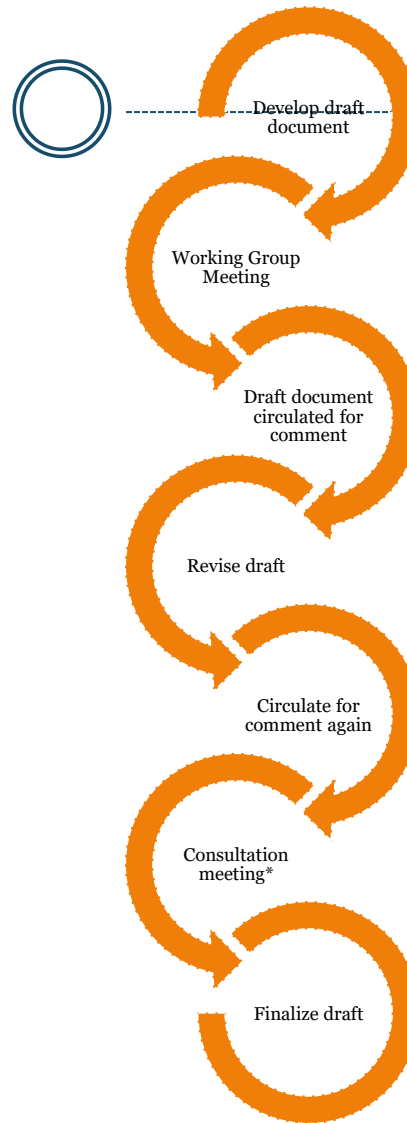 Develop draft
document
Working Group
Meeting
Draft document
circulated for
comment
Revise draft
Circulate for
comment again
Consultation
meeting*
Finalize draft